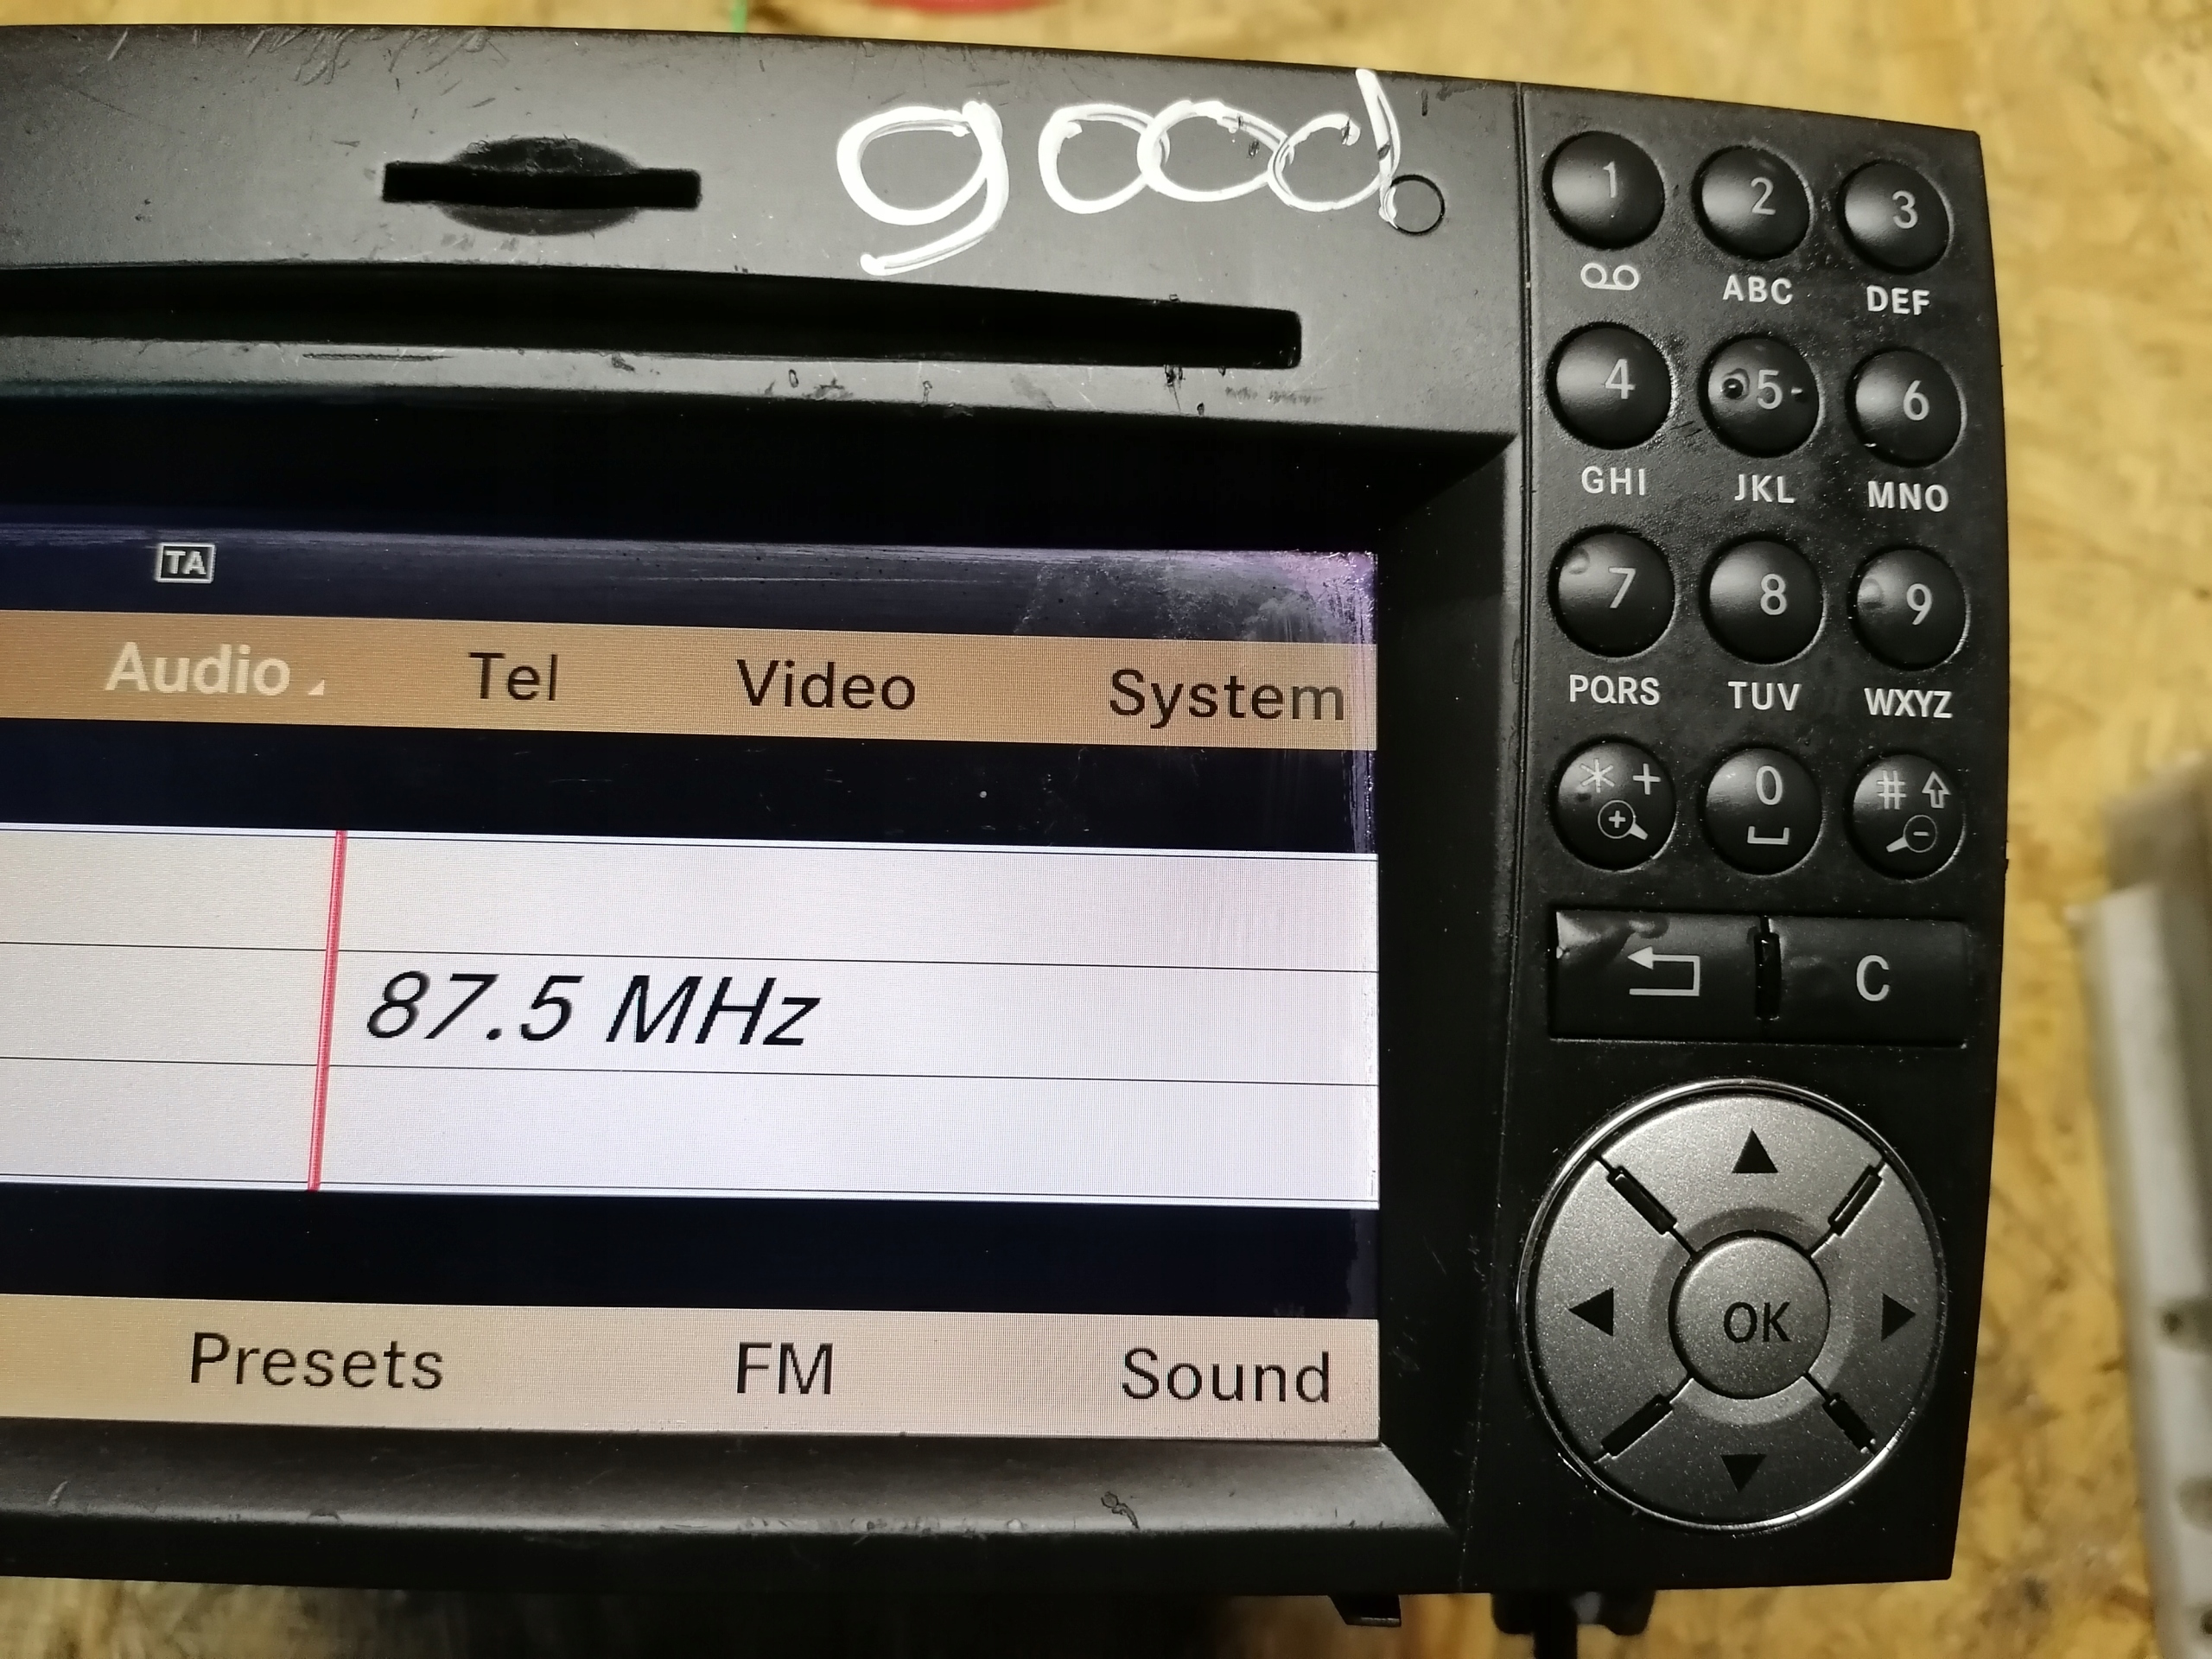 good
1 2 3
ABC DEF
4 5 6
GHI JKL MNO
TA
7 8 9
Audio Tel Video System
PQRS TUV WXYZ
* + 0 #
87.5 MHz
C
OK
Presets FM Sound